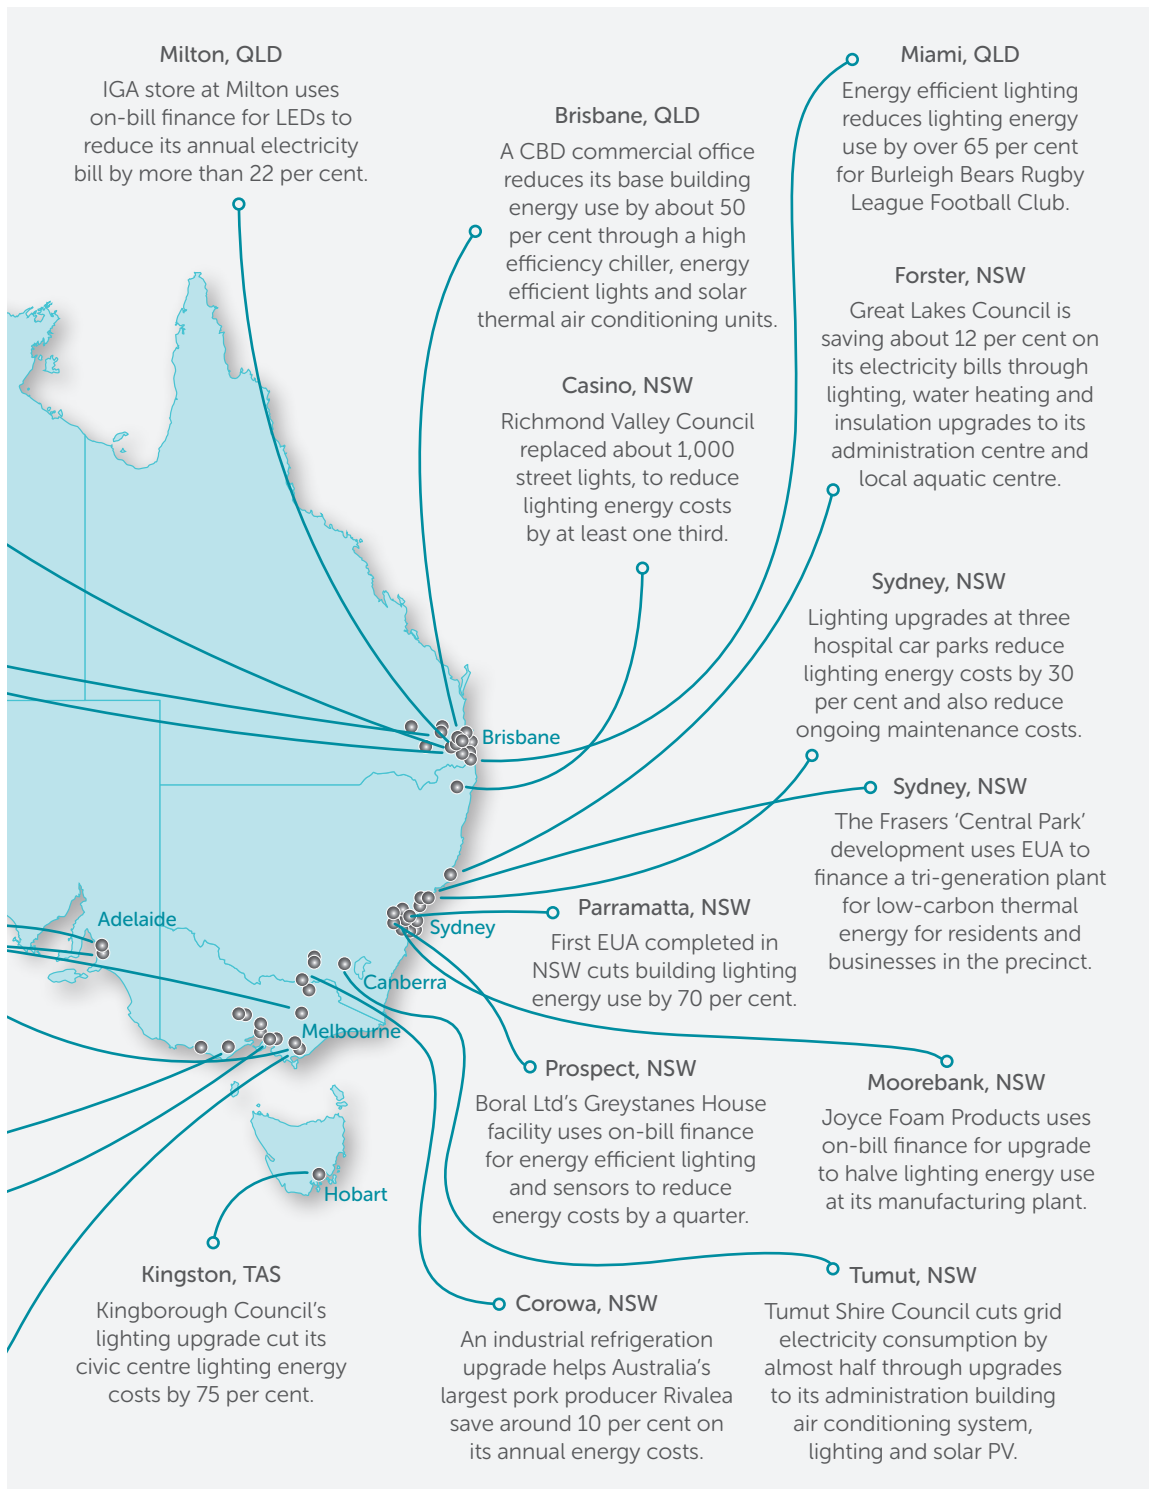 Milton, QLD
IGA store at Milton uses
on-bill finance for LEDs to
reduce its annual electricity
bill by more than 22 per cent.
Brisbane, QLD
A CBD commercial office
reduces its base building
energy use by about 50
per cent through a high
efficiency chiller, energy
efficient lights and solar
thermal air conditioning units.
Miami, QLD
Energy efficient lighting
reduces lighting energy
use by over 65 per cent
for Burleigh Bears Rugby
League Football Club.
Forster, NSW
Great Lakes Council is
saving about 12 per cent on
its electricity bills through
lighting, water heating and
insulation upgrades to its
administration centre and
local aquatic centre.
Casino, NSW
Richmond Valley Council
replaced about 1,000
street lights, to reduce
lighting energy costs
by at least one third.
Sydney, NSW
Lighting upgrades at three
hospital car parks reduce
lighting energy costs by 30
per cent and also reduce
ongoing maintenance costs.
Brisbane
Sydney, NSW
The Frasers ‘Central Park’
development uses EUA to
finance a tri-generation plant
for low-carbon thermal
energy for residents and
businesses in the precinct.
Adelaide
Sydney
Canberra
Melbourne
Hobart
Parramatta, NSW
First EUA completed in
NSW cuts building lighting
energy use by 70 per cent.
Prospect, NSW
Boral Ltd’s Greystanes House
facility uses on-bill finance
for energy efficient lighting
and sensors to reduce
energy costs by a quarter.
Moorebank, NSW
Joyce Foam Products uses
on-bill finance for upgrade
to halve lighting energy use
at its manufacturing plant.
Kingston, TAS
Kingborough Council’s
lighting upgrade cut its
civic centre lighting energy
costs by 75 per cent.
Corowa, NSW
An industrial refrigeration
upgrade helps Australia’s
largest pork producer Rivalea
save around 10 per cent on
its annual energy costs.
Tumut, NSW
Tumut Shire Council cuts grid
electricity consumption by
almost half through upgrades
to its administration building
air conditioning system,
lighting and solar PV.